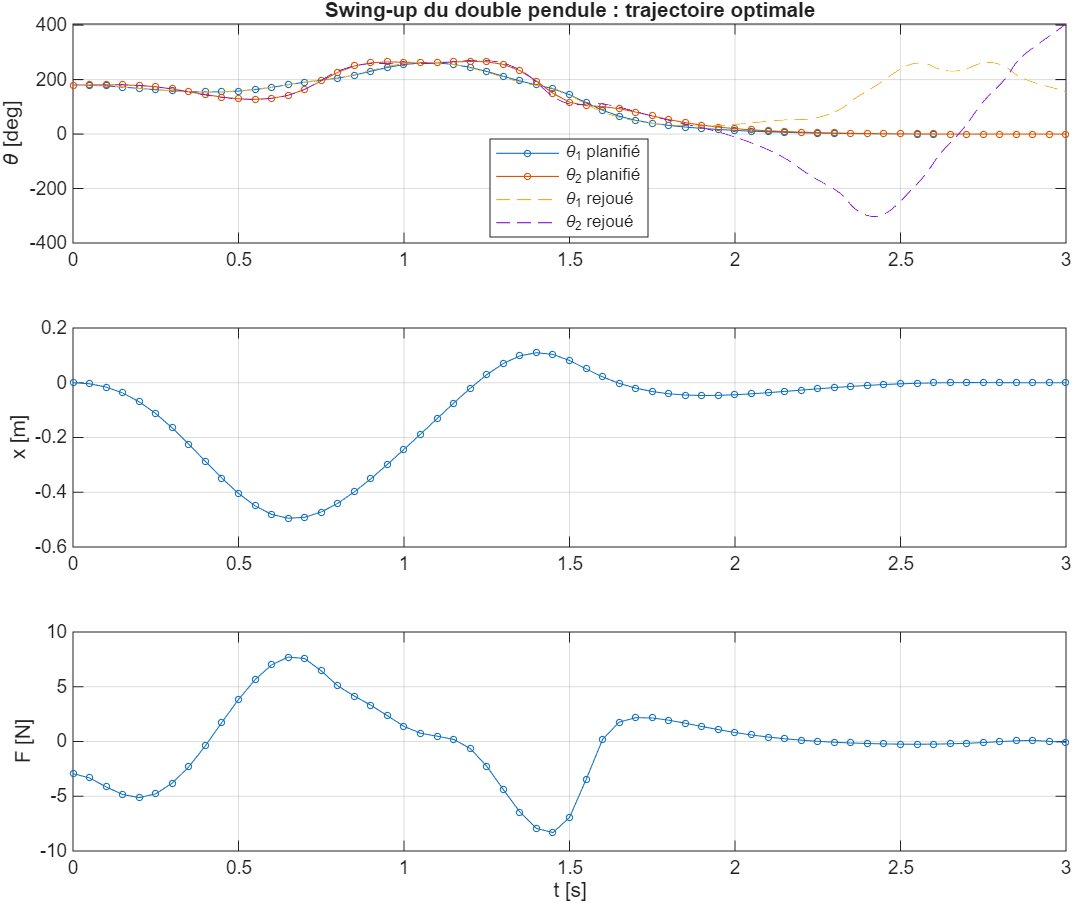 Swing-up du double pendule : trajectoire optimale
400
200
0
-200
-400
θ [deg]
0 0.5 1 1.5 2 2.5 3
θ1 planifié
θ2 planifié
θ1 rejoué
θ2 rejoué
0.2
0
-0.2
-0.4
-0.6
x [m]
0 0.5 1 1.5 2 2.5 3
10
5
0
-5
-10
F [N]
0 0.5 1 1.5 2 2.5 3
t [s]